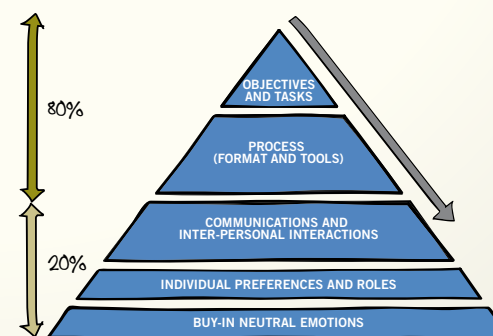 80%
OBJECTIVES
AND TASKS
PROCESS
(FORMAT AND TOOLS)
COMMUNICATIONS AND
INTER-PERSONAL INTERACTIONS
20%
INDIVIDUAL PREFERENCES AND ROLES
BUY-IN NEUTRAL EMOTIONS